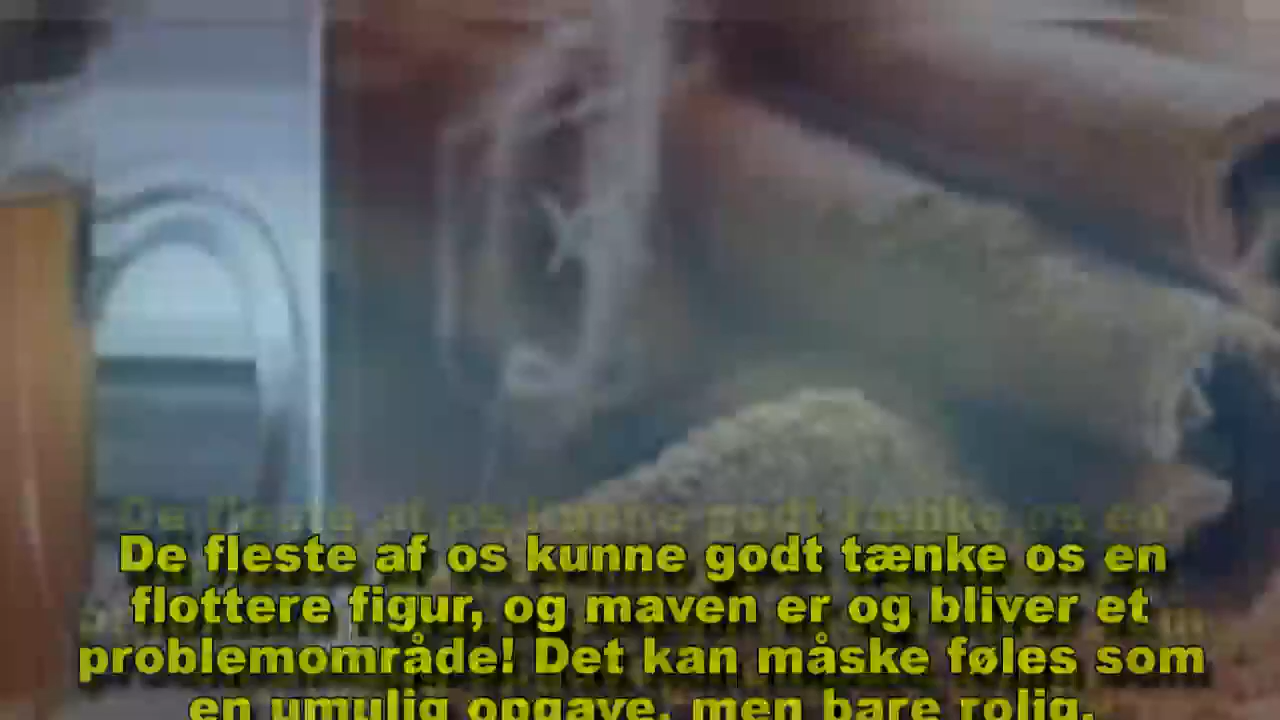 De fleste af os kunne godt tænke os en
flottere figur, og maven er og bliver et
problemområde! Det kan måske føles som
en umulig opgave, men bare rolig,